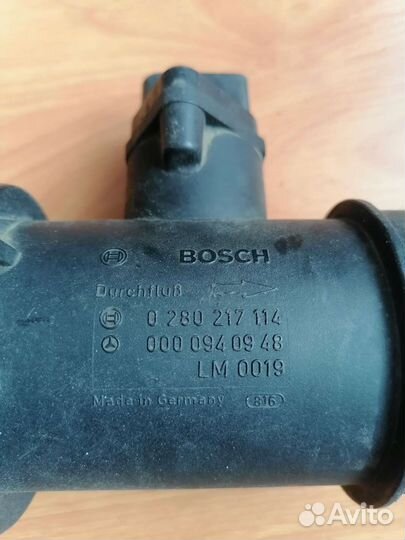 BOSCH
Durchfluß
0 280 217 114
000 094 09 48
LM 0019
Made in Germany 816
Avito